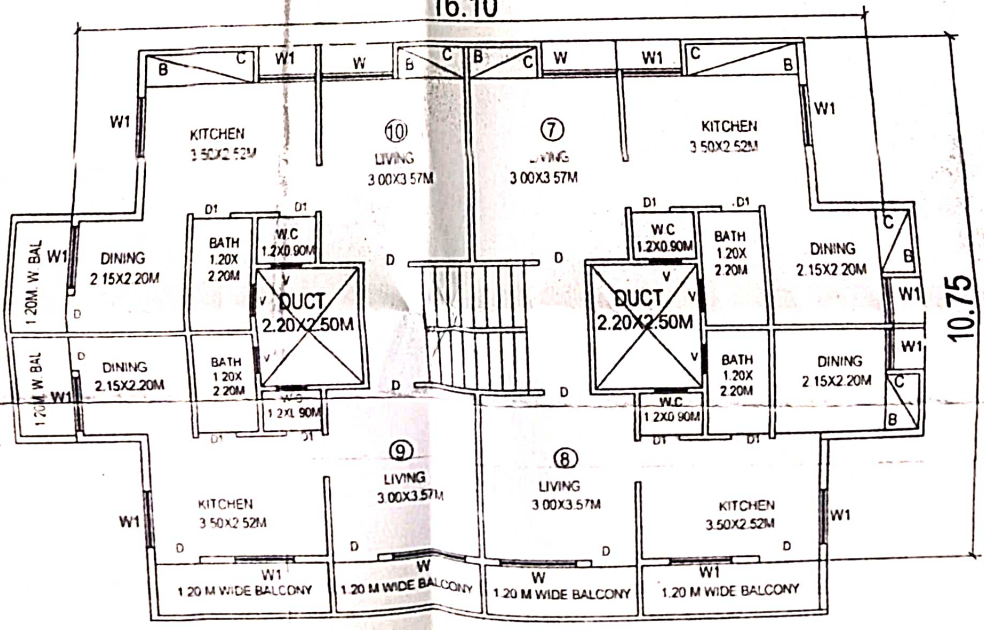 16.10
B
C
W1
W
B
C
B
C
W
W1
C
B
W1
KITCHEN
3.50X2.52M
10
LIVING
3.00X3.57M
7
LIVING
3.00X3.57M
KITCHEN
3.50X2.52M
W1
D1
D1
D1
D1
1.20M. W. BAL
W1
DINING
2.15X2.20M
D
BATH
1.20X
2.20M
W.C
1.2X0.90M
V
V
DUCT
2.20X2.50M
V
D
D
W.C
1.2X0.90M
V
V
DUCT
2.20X2.50M
V
BATH
1.20X
2.20M
DINING
2.15X2.20M
C
B
W1
10.75
1.20M W BAL
W1
D
DINING
2.15X2.20M
BATH
1.20X
2.20M
D
D
W.C
1.2X0.90M
BATH
1.20X
2.20M
DINING
2.15X2.20M
W1
C
B
D1
D1
D1
D1
9
LIVING
3.00X3.57M
8
LIVING
3.00X3.57M
W1
KITCHEN
3.50X2.52M
KITCHEN
3.50X2.52M
W1
D
D
D
D
W1
1.20 M WIDE BALCONY
W
1.20 M WIDE BALCONY
W
1.20 M WIDE BALCONY
W1
1.20 M WIDE BALCONY